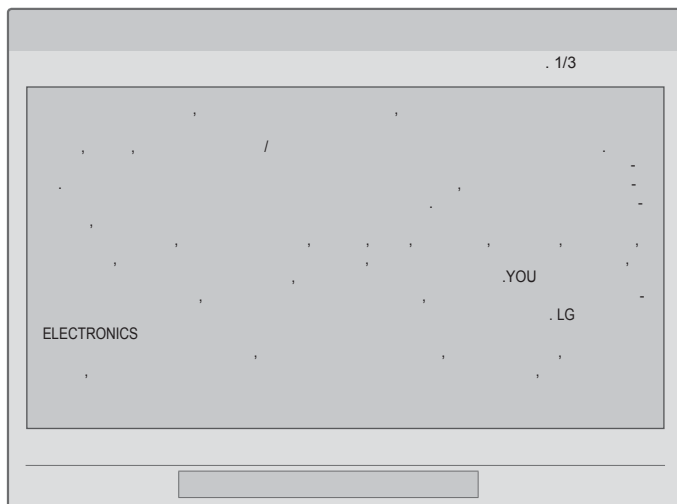 . 1/3
, ,
, , / .
-
. , -
. -
,
, , , , , , ,
, , ,
, .YOU
, , -
. LG
ELECTRONICS
, , ,
, ,